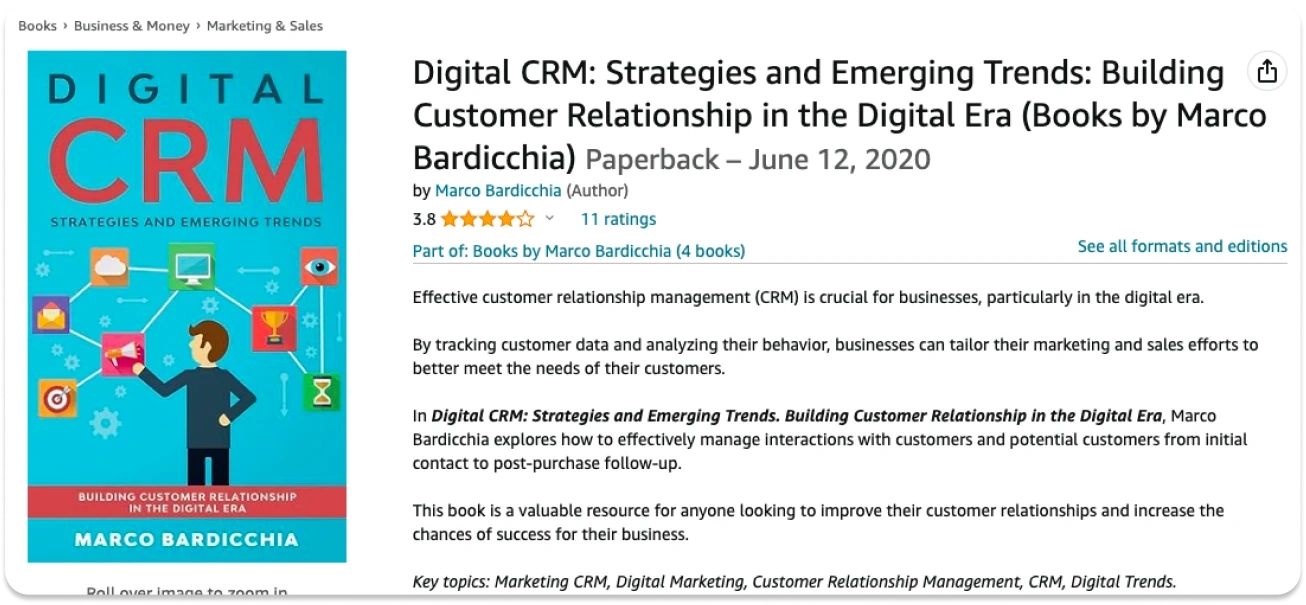 Books › Business & Money › Marketing & Sales
DIGITAL
CRM
STRATEGIES AND EMERGING TRENDS
BUILDING CUSTOMER RELATIONSHIP
IN THE DIGITAL ERA
MARCO BARDICCHIA
Roll over image to zoom in
Digital CRM: Strategies and Emerging Trends: Building
Customer Relationship in the Digital Era (Books by Marco
Bardicchia) Paperback – June 12, 2020
by Marco Bardicchia (Author)
3.8 11 ratings
Part of: Books by Marco Bardicchia (4 books)
See all formats and editions
Effective customer relationship management (CRM) is crucial for businesses, particularly in the digital era.
By tracking customer data and analyzing their behavior, businesses can tailor their marketing and sales efforts to
better meet the needs of their customers.
In Digital CRM: Strategies and Emerging Trends. Building Customer Relationship in the Digital Era, Marco
Bardicchia explores how to effectively manage interactions with customers and potential customers from initial
contact to post-purchase follow-up.
This book is a valuable resource for anyone looking to improve their customer relationships and increase the
chances of success for their business.
Key topics: Marketing CRM, Digital Marketing, Customer Relationship Management, CRM, Digital Trends.